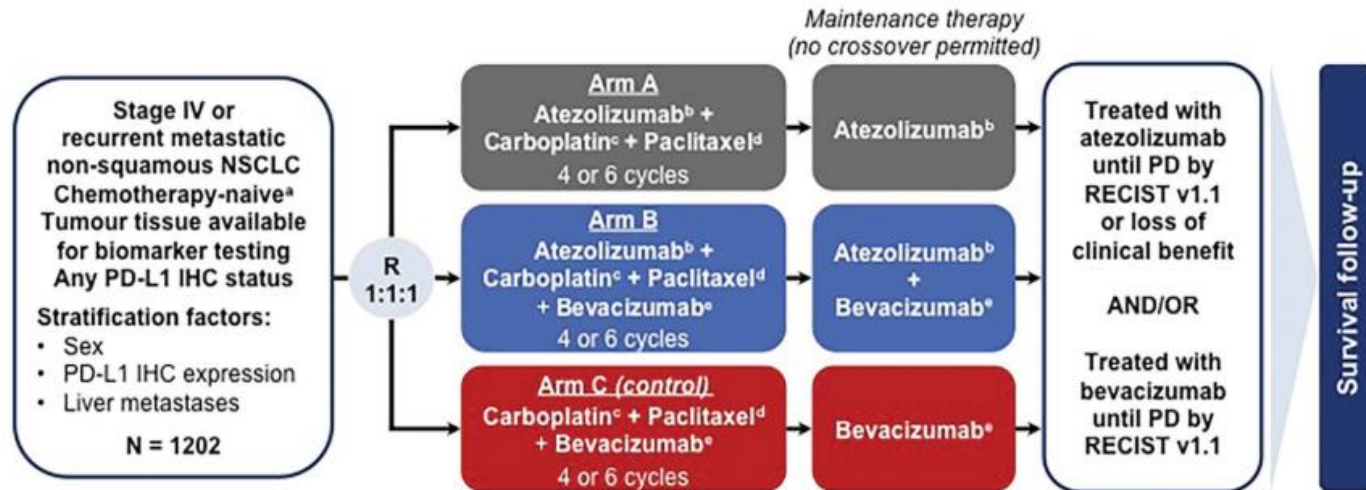 Maintenance therapy
(no crossover permitted)
Stage IV or
recurrent metastatic
non-squamous NSCLC
Chemotherapy-naiveᵃ
Tumour tissue available
for biomarker testing
Any PD-L1 IHC status
Stratification factors:
• Sex
• PD-L1 IHC expression
• Liver metastases
N = 1202
R
1:1:1
Arm A
Atezolizumabᵇ +
Carboplatinᶜ + Paclitaxelᵈ
4 or 6 cycles
Atezolizumabᵇ
Arm B
Atezolizumabᵇ +
Carboplatinᶜ + Paclitaxelᵈ
+ Bevacizumabᵉ
4 or 6 cycles
Atezolizumabᵇ
+
Bevacizumabᵉ
Arm C (control)
Carboplatinᶜ + Paclitaxelᵈ
+ Bevacizumabᵉ
4 or 6 cycles
Bevacizumabᵉ
Treated with
atezolizumab
until PD by
RECIST v1.1
or loss of
clinical benefit
AND/OR
Treated with
bevacizumab
until PD by
RECIST v1.1
Survival follow-up